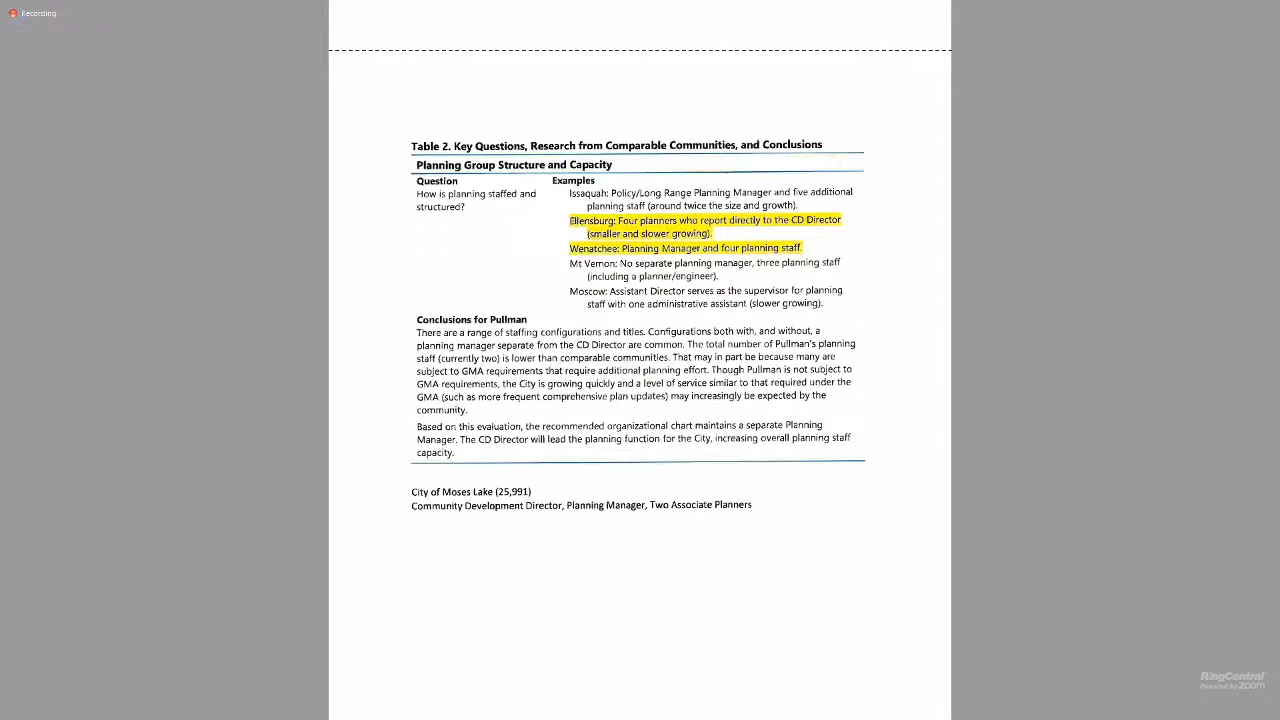 Recording
Table 2. Key Questions, Research from Comparable Communities, and Conclusions
Planning Group Structure and Capacity
Question
Examples
How is planning staffed and
structured?
Issaquah: Policy/Long Range Planning Manager and five additional
planning staff (around twice the size and growth).
Ellensburg: Four planners who report directly to the CD Director
(smaller and slower growing).
Wenatchee: Planning Manager and four planning staff.
Mt Vernon: No separate planning manager, three planning staff
(including a planner/engineer).
Moscow: Assistant Director serves as the supervisor for planning
staff with one administrative assistant (slower growing).
Conclusions for Pullman
There are a range of staffing configurations and titles. Configurations both with, and without, a
planning manager separate from the CD Director are common. The total number of Pullman's planning
staff (currently two) is lower than comparable communities. That may in part be because many are
subject to GMA requirements that require additional planning effort. Though Pullman is not subject to
GMA requirements, the City is growing quickly and a level of service similar to that required under the
GMA (such as more frequent comprehensive plan updates) may increasingly be expected by the
community.
Based on this evaluation, the recommended organizational chart maintains a separate Planning
Manager. The CD Director will lead the planning function for the City, increasing overall planning staff
capacity.
City of Moses Lake (25,991)
Community Development Director, Planning Manager, Two Associate Planners
RingCentral
Powered by zoom